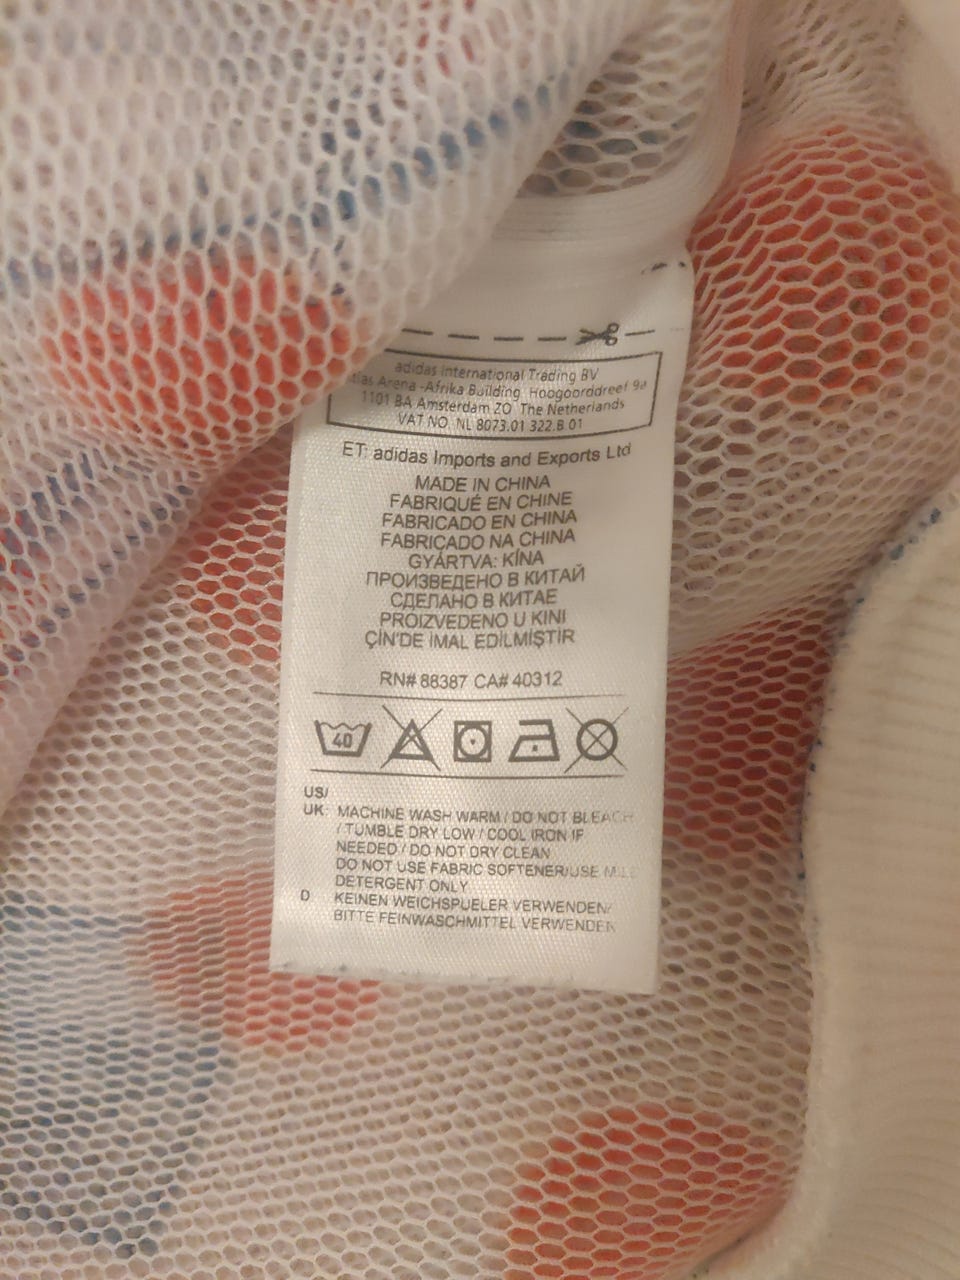 adidas International Trading BV
Arena -Afrika Building, Hoogoorddreef 9a
1101 BA Amsterdam ZO The Netherlands
VAT NO. NL 8073.01 322.B 01
ET: adidas Imports and Exports Ltd
MADE IN CHINA
FABRIQUÉ EN CHINE
FABRICADO EN CHINA
FABRICADO NA CHINA
GYÁRTVA: KÍNA
ПРОИЗВЕДЕНО В КИТАЙ
СДЕЛАНО В КИТАЕ
PROIZVEDENO U KINI
ÇİN'DE İMAL EDİLMİŞTİR
RN# 88387 CA# 40312
40
US/
UK: MACHINE WASH WARM / DO NOT BLEACH
/ TUMBLE DRY LOW / COOL IRON IF
NEEDED / DO NOT DRY CLEAN
DO NOT USE FABRIC SOFTENER/USE MILD
DETERGENT ONLY
D KEINEN WEICHSPUELER VERWENDEN/
BITTE FEINWASCHMITTEL VERWENDEN